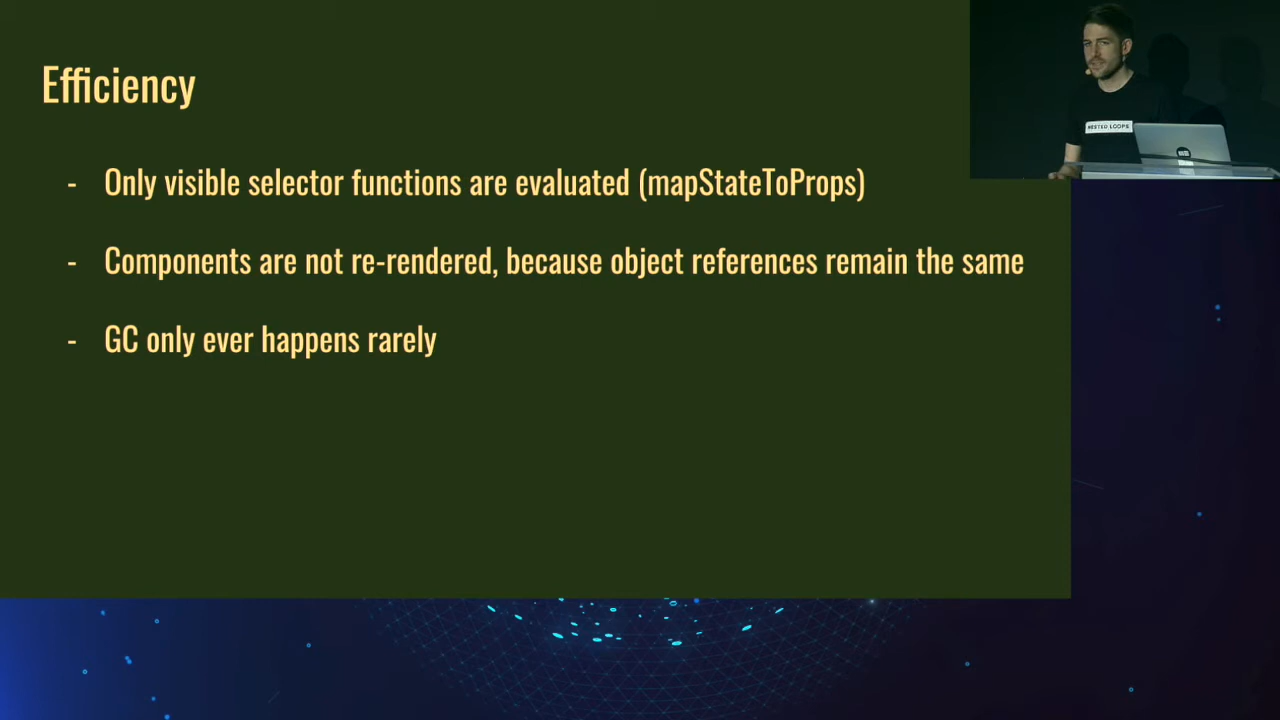 Efficiency
- Only visible selector functions are evaluated (mapStateToProps)
- Components are not re-rendered, because object references remain the same
- GC only ever happens rarely
NESTED LOOPS